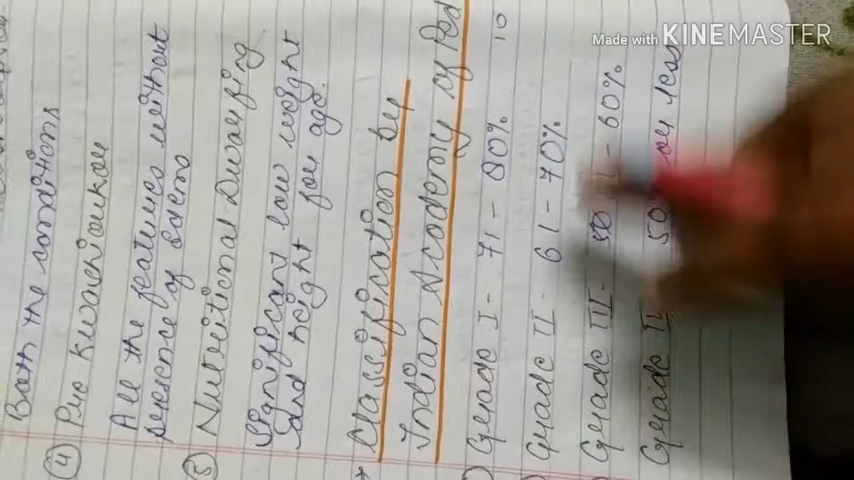 Made with KINEMASTER
Both the conditions
(4) Pre Kwashiorkor
All the features without
presence of Edema
(5) Nutritional Dwarfing
Significant low weight
and height for age.
* Classification by
Indian Academy of Ped
Grade I - 71 - 80% 10
Grade II - 61 - 70%
Grade III - 60%
Grade 50 or less